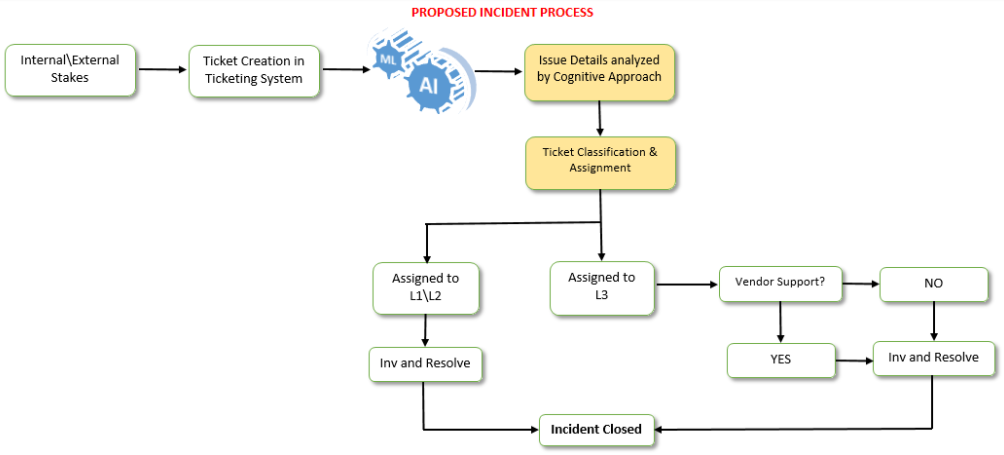 PROPOSED INCIDENT PROCESS
Internal\External
Stakes
Ticket Creation in
Ticketing System
ML
AI
Issue Details analyzed
by Cognitive Approach
Ticket Classification &
Assignment
Assigned to
L1\L2
Assigned to
L3
Vendor Support?
NO
Inv and Resolve
YES
Inv and Resolve
Incident Closed